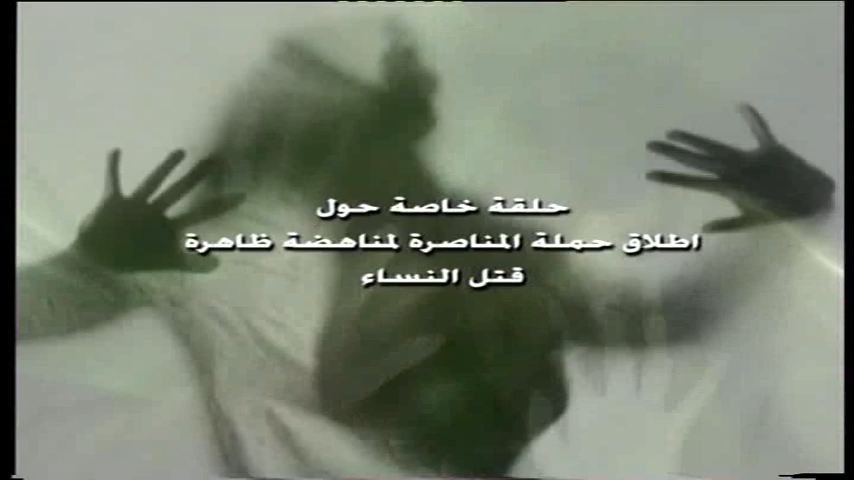 حلقة خاصة حول
اطلاق حملة المناصرة لمناهضة ظاهرة
قتل النساء